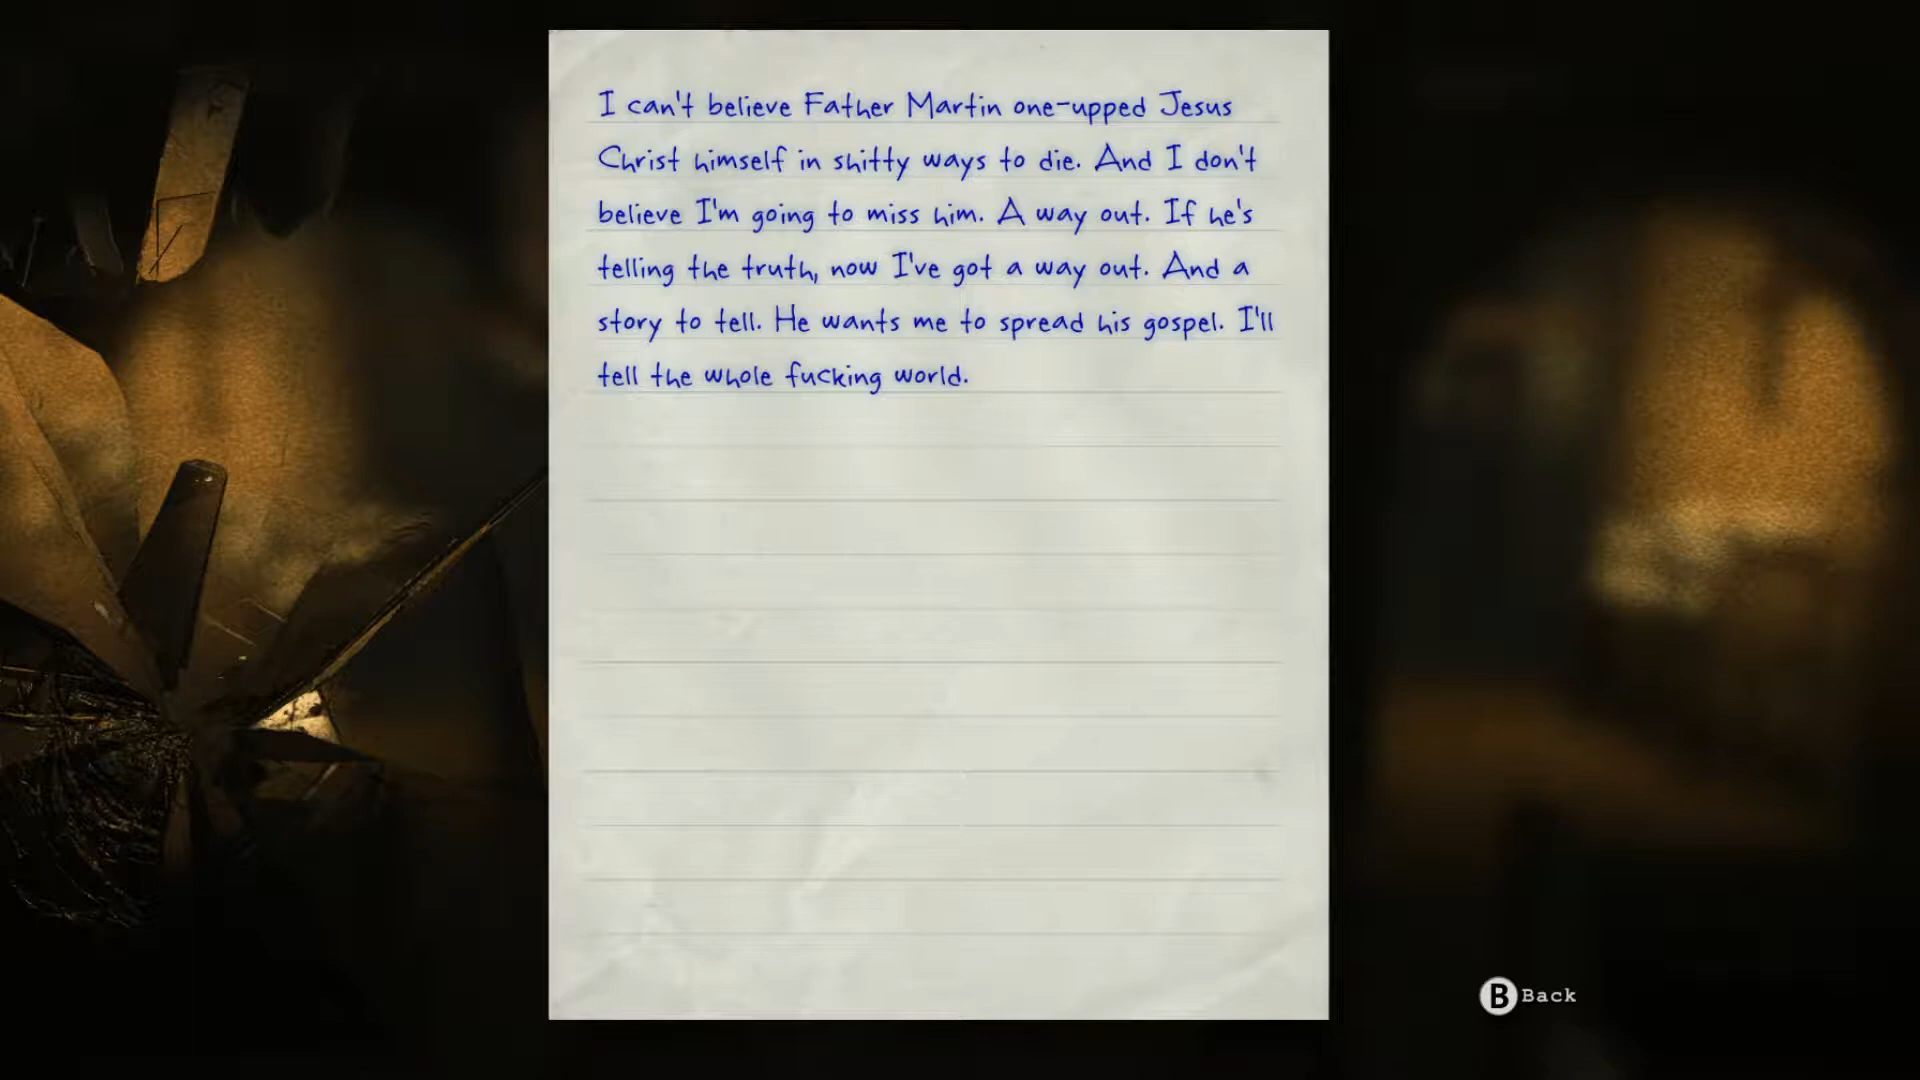 I can't believe Father Martin one-upped Jesus
Christ himself in shitty ways to die. And I don't
believe I'm going to miss him. A way out. If he's
telling the truth, now I've got a way out. And a
story to tell. He wants me to spread his gospel. I'll
tell the whole fucking world.
B Back